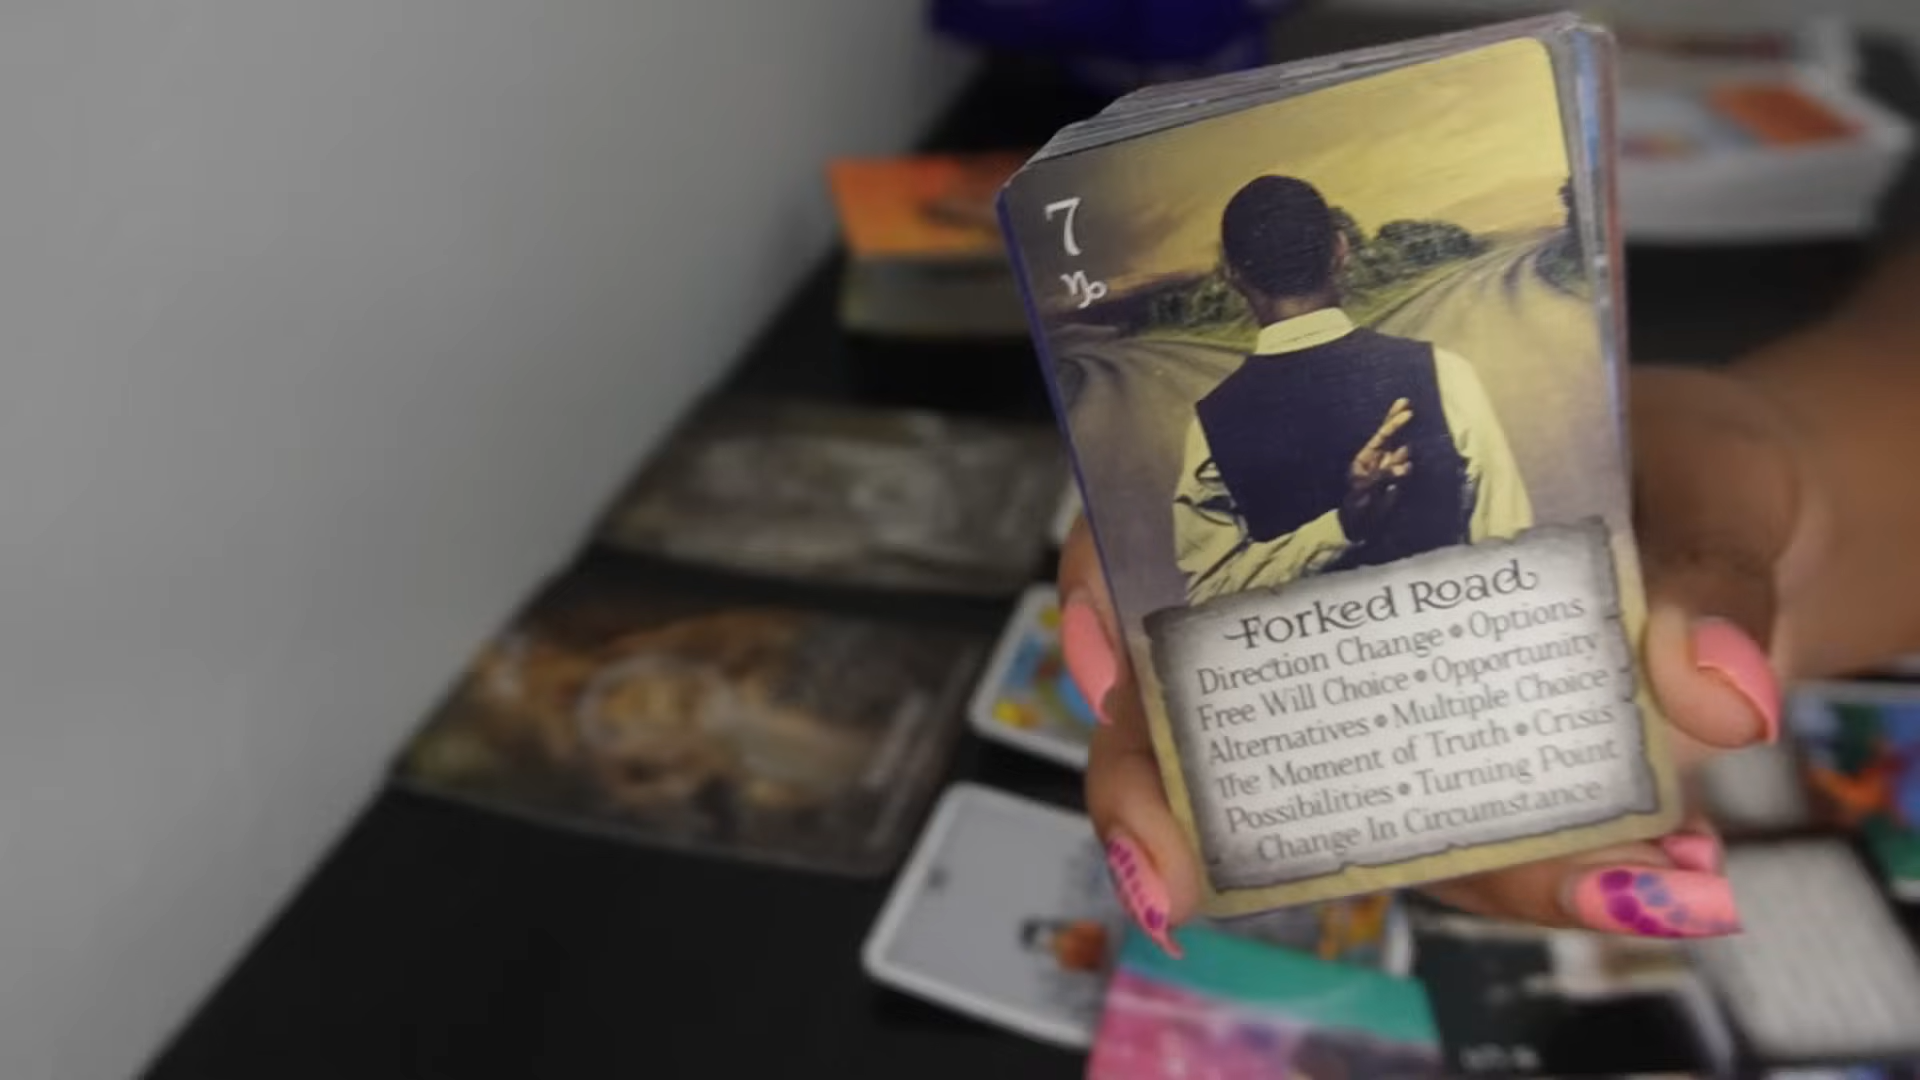 7
♑
Forked Road
Direction Change • Options
Free Will Choice • Opportunity
Alternatives • Multiple Choice
The Moment of Truth • Crisis
Possibilities • Turning Point
Change In Circumstance